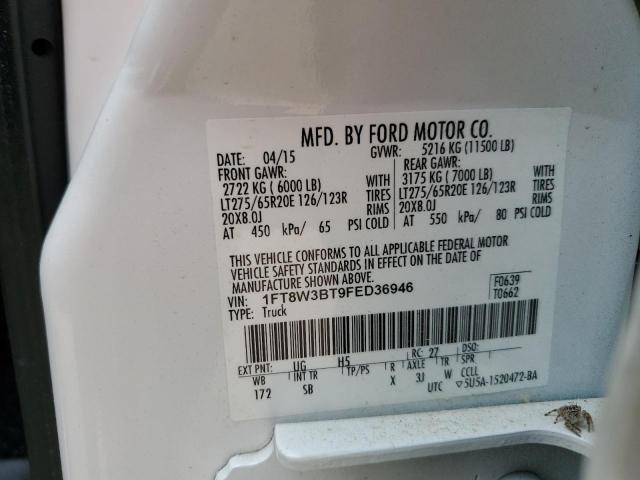 MFD. BY FORD MOTOR CO.
DATE: 04/15 GVWR: 5216 KG (11500 LB)
FRONT GAWR: REAR GAWR:
2722 KG ( 6000 LB) WITH 3175 KG ( 7000 LB) WITH
LT275/65R20E 126/123R TIRES LT275/65R20E 126/123R TIRES
20X8.0J RIMS 20X8.0J RIMS
AT 450 kPa/ 65 PSI COLD AT 550 kPa/ 80 PSI COLD
THIS VEHICLE CONFORMS TO ALL APPLICABLE FEDERAL MOTOR
VEHICLE SAFETY STANDARDS IN EFFECT ON THE DATE OF
MANUFACTURE SHOWN ABOVE.
VIN: 1FT8W3BT9FED36946 F0639
TYPE: Truck T0662
EXT PNT: UG H5 RC: 27 DSO:
WB INT TR TP/PS R AXLE TR SPR
172 SB X 3J W CCLL
UTC ▽5U5A-1520472-BA